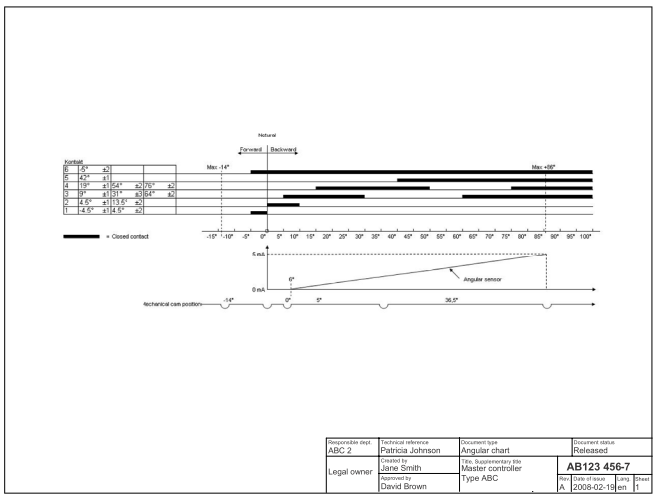 Neutral
Forward Backward
Kontakt
6 -5° ±2
Max -14° Max +86°
5 42° ±1
4 19° ±1 54° ±2 76° ±2
3 9° ±1 31° ±3 64° ±2
2 4.5° ±1 13.5° ±2
1 -4.5° ±1 4.5° ±2
= Closed contact
-15° -10° -5° 0° 5° 10° 15° 20° 25° 30° 35° 40° 45° 50° 55° 60° 65° 70° 75° 80° 85° 90° 95° 100°
5 mA
6°
Angular sensor
0 mA
Mechanical cam position
-14° 0° 5° 36,5°
Responsible dept. Technical reference Document type Document status
ABC 2 Patricia Johnson Angular chart Released
Legal owner
Created by
Jane Smith
Approved by
David Brown
Title, Supplementary title
Master controller
Type ABC
AB123 456-7
Rev. Date of issue Lang. Sheet
A 2008-02-19 en 1